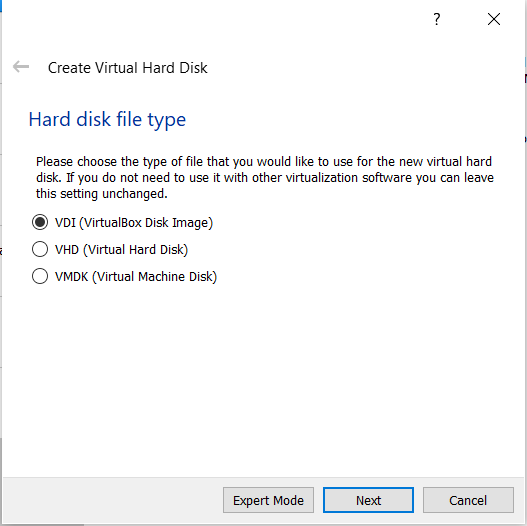 ?
Create Virtual Hard Disk
Hard disk file type
Please choose the type of file that you would like to use for the new virtual hard
disk. If you do not need to use it with other virtualization software you can leave
this setting unchanged.
VDI (VirtualBox Disk Image)
VHD (Virtual Hard Disk)
VMDK (Virtual Machine Disk)
Expert Mode
Next
Cancel